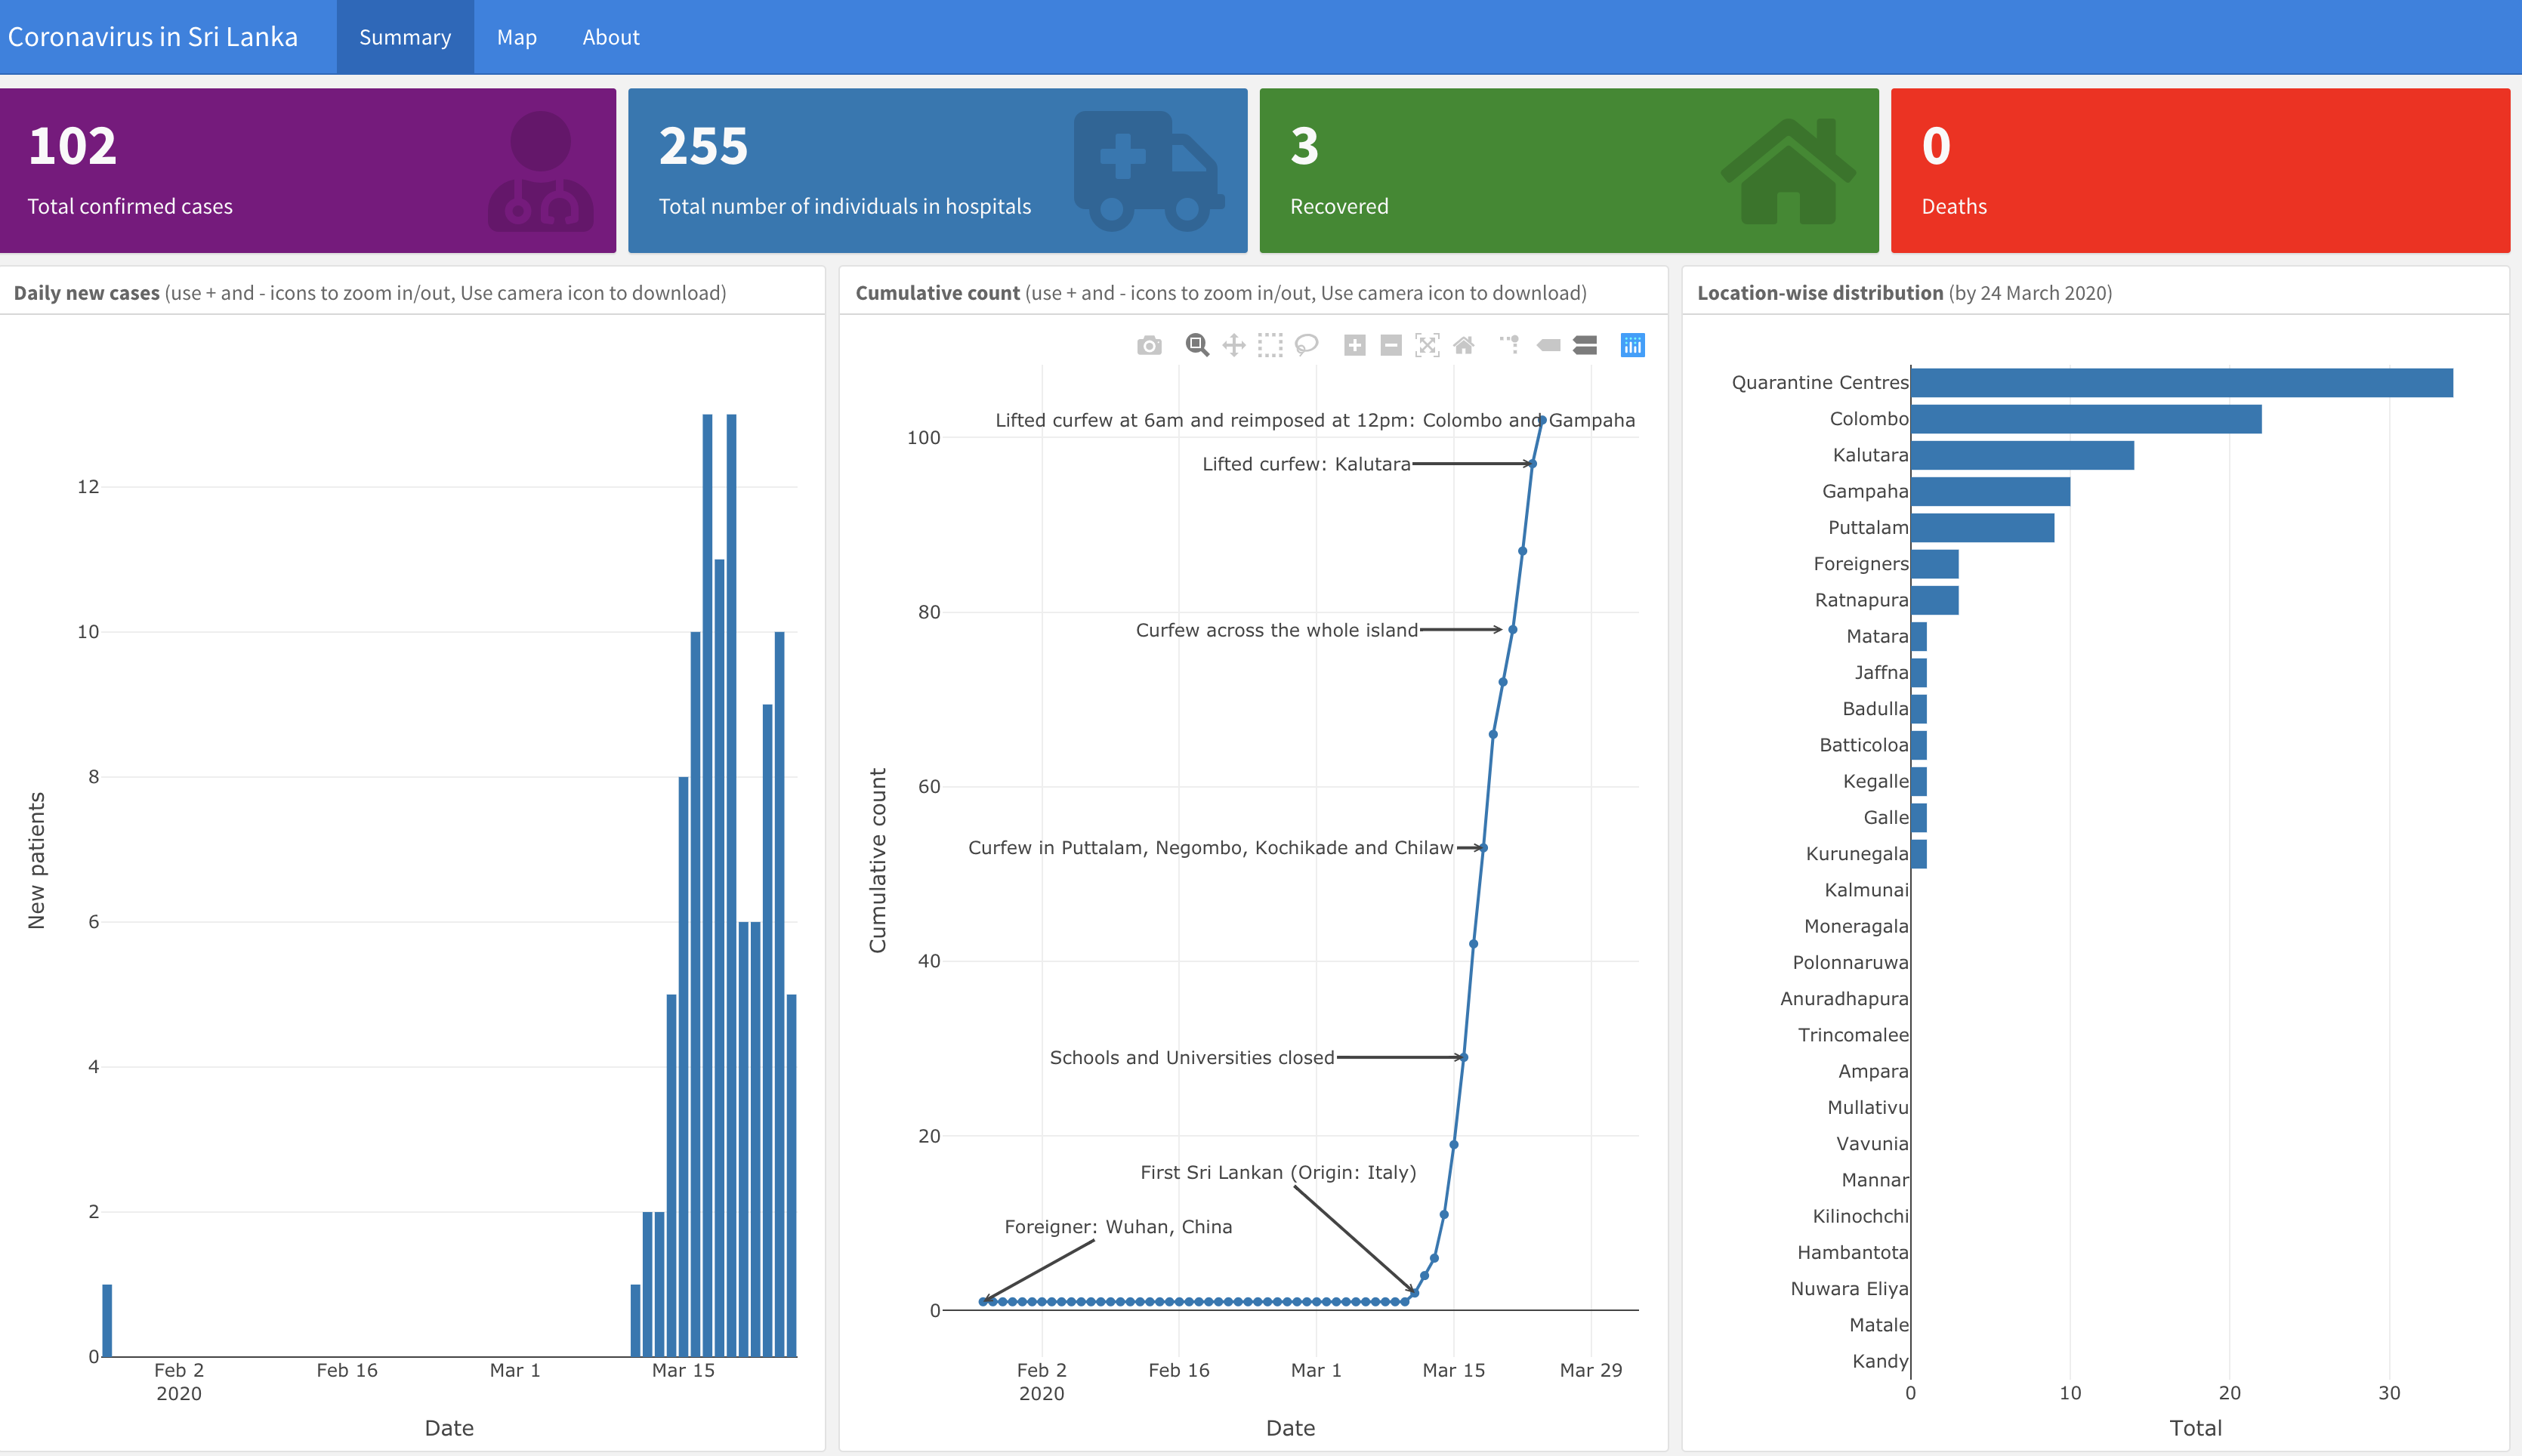 Coronavirus in Sri Lanka
Summary
Map
About
102
Total confirmed cases
255
Total number of individuals in hospitals
3
Recovered
0
Deaths
Daily new cases (use + and - icons to zoom in/out, Use camera icon to download)
12
10
8
6
4
2
0
New patients
Feb 2
2020
Feb 16
Mar 1
Mar 15
Date
Cumulative count (use + and - icons to zoom in/out, Use camera icon to download)
100
80
60
40
20
0
Cumulative count
Lifted curfew at 6am and reimposed at 12pm: Colombo and Gampaha
Lifted curfew: Kalutara
Curfew across the whole island
Curfew in Puttalam, Negombo, Kochikade and Chilaw
Schools and Universities closed
First Sri Lankan (Origin: Italy)
Foreigner: Wuhan, China
Feb 2
2020
Feb 16
Mar 1
Mar 15
Mar 29
Date
Location-wise distribution (by 24 March 2020)
Quarantine Centres
Colombo
Kalutara
Gampaha
Puttalam
Foreigners
Ratnapura
Matara
Jaffna
Badulla
Batticoloa
Kegalle
Galle
Kurunegala
Kalmunai
Moneragala
Polonnaruwa
Anuradhapura
Trincomalee
Ampara
Mullativu
Vavunia
Mannar
Kilinochchi
Hambantota
Nuwara Eliya
Matale
Kandy
0
10
20
30
Total